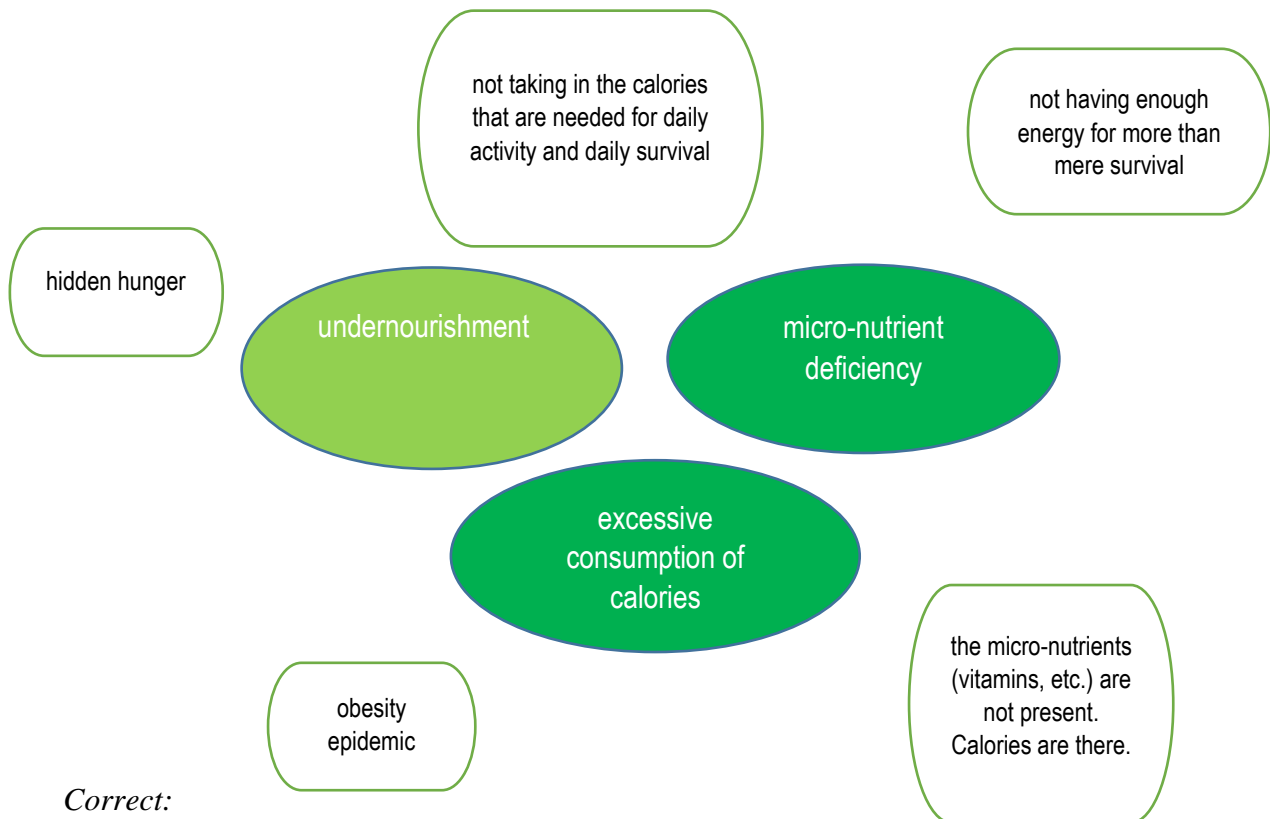 not taking in the calories
that are needed for daily
activity and daily survival
not having enough
energy for more than
mere survival
hidden hunger
undernourishment
micro-nutrient
deficiency
excessive
consumption of
calories
the micro-nutrients
(vitamins, etc.) are
not present.
Calories are there.
obesity
epidemic
Correct: